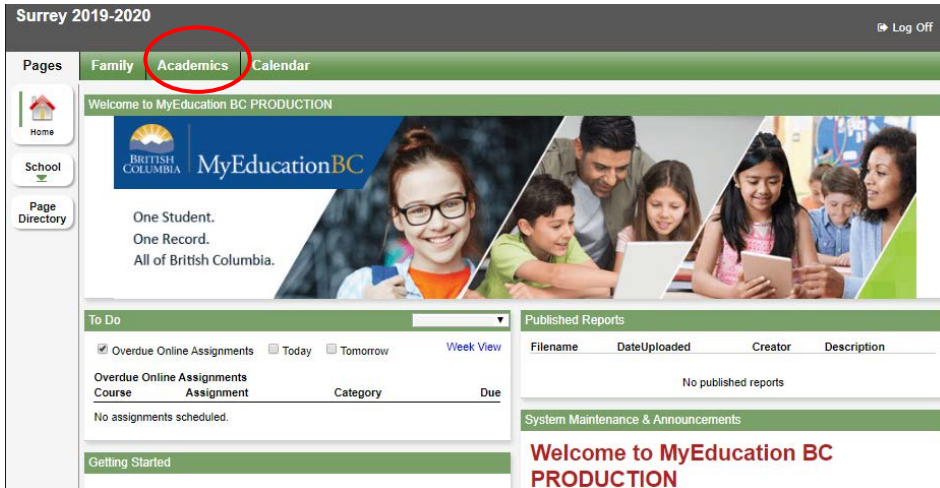 Surrey 2019-2020
Log Off
Pages
Family Academics Calendar
Home
School
Page
Directory
Welcome to MyEducation BC PRODUCTION
BRITISH
COLUMBIA
MyEducationBC
One Student.
One Record.
All of British Columbia.
To Do
Overdue Online Assignments Today Tomorrow Week View
Overdue Online Assignments
Course Assignment Category Due
No assignments scheduled.
Getting Started
Published Reports
Filename DateUploaded Creator Description
No published reports
System Maintenance & Announcements
Welcome to MyEducation BC
PRODUCTION